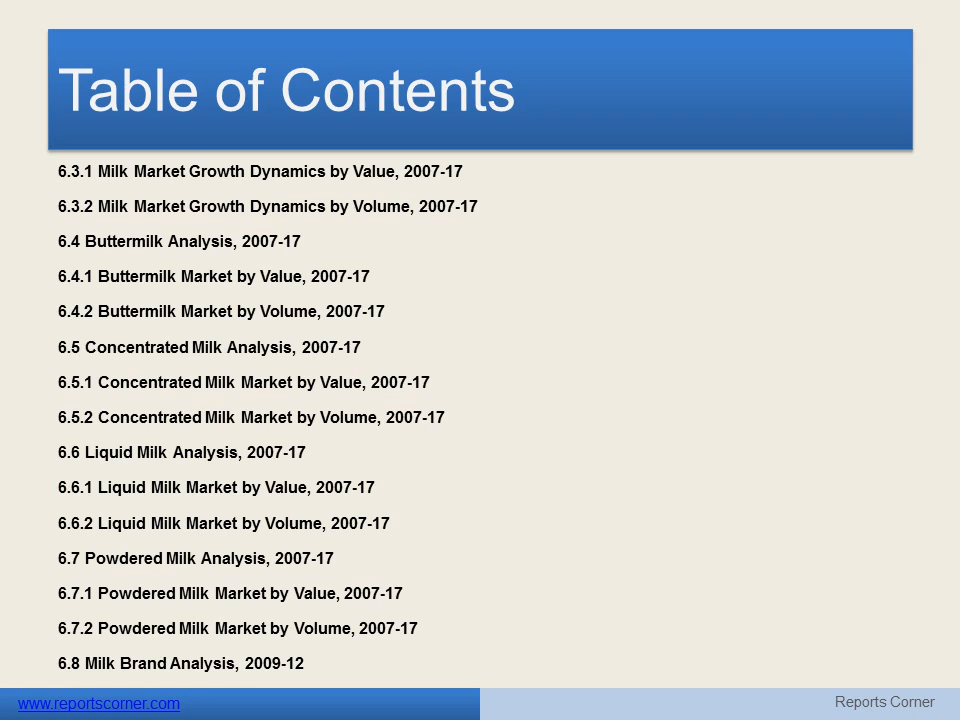 Table of Contents
6.3.1 Milk Market Growth Dynamics by Value, 2007-17
6.3.2 Milk Market Growth Dynamics by Volume, 2007-17
6.4 Buttermilk Analysis, 2007-17
6.4.1 Buttermilk Market by Value, 2007-17
6.4.2 Buttermilk Market by Volume, 2007-17
6.5 Concentrated Milk Analysis, 2007-17
6.5.1 Concentrated Milk Market by Value, 2007-17
6.5.2 Concentrated Milk Market by Volume, 2007-17
6.6 Liquid Milk Analysis, 2007-17
6.6.1 Liquid Milk Market by Value, 2007-17
6.6.2 Liquid Milk Market by Volume, 2007-17
6.7 Powdered Milk Analysis, 2007-17
6.7.1 Powdered Milk Market by Value, 2007-17
6.7.2 Powdered Milk Market by Volume, 2007-17
6.8 Milk Brand Analysis, 2009-12
www.reportscorner.com
Reports Corner